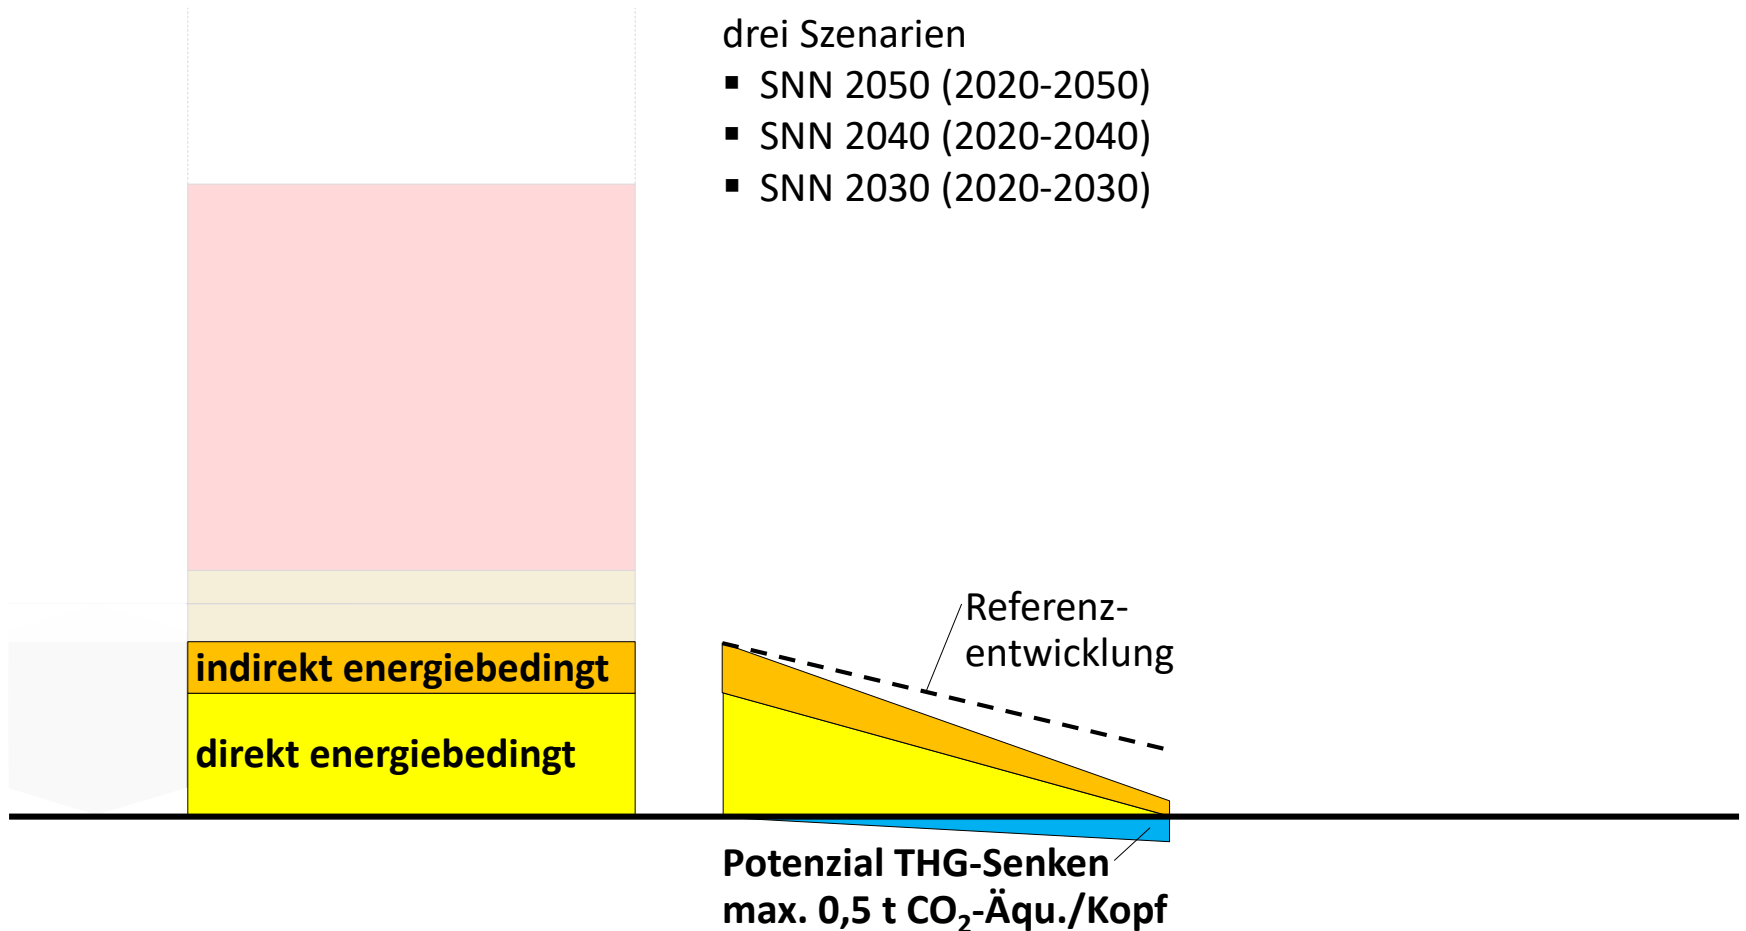 drei Szenarien
▪ SNN 2050 (2020-2050)
▪ SNN 2040 (2020-2040)
▪ SNN 2030 (2020-2030)
Referenz-
entwicklung
indirekt energiebedingt
direkt energiebedingt
Potenzial THG-Senken
max. 0,5 t CO₂-Äqu./Kopf